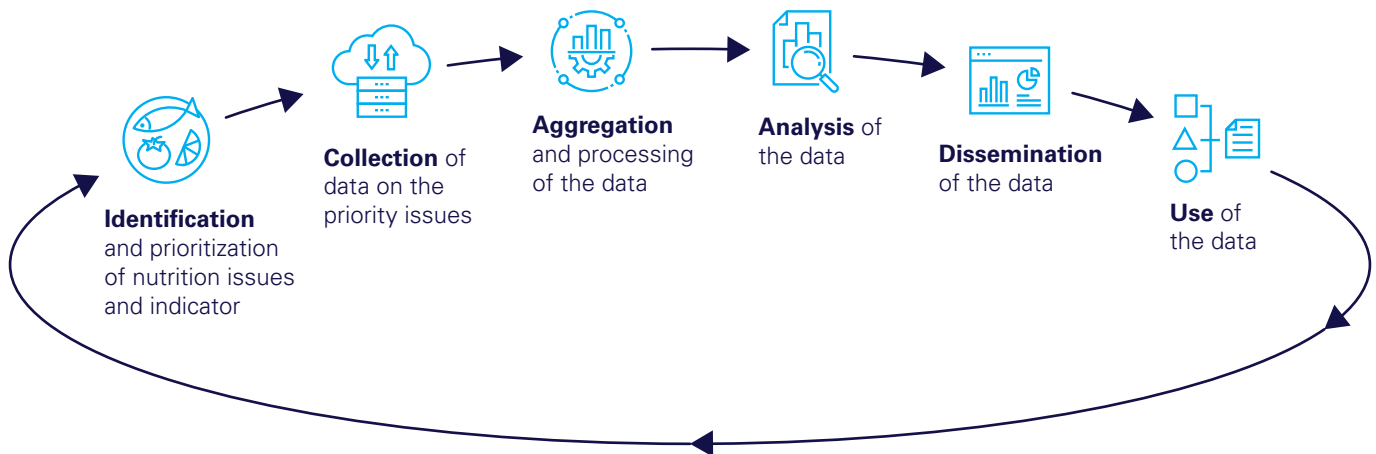 Identification
and prioritization
of nutrition issues
and indicator
Collection of
data on the
priority issues
Aggregation
and processing
of the data
Analysis of
the data
Dissemination
of the data
Use of
the data